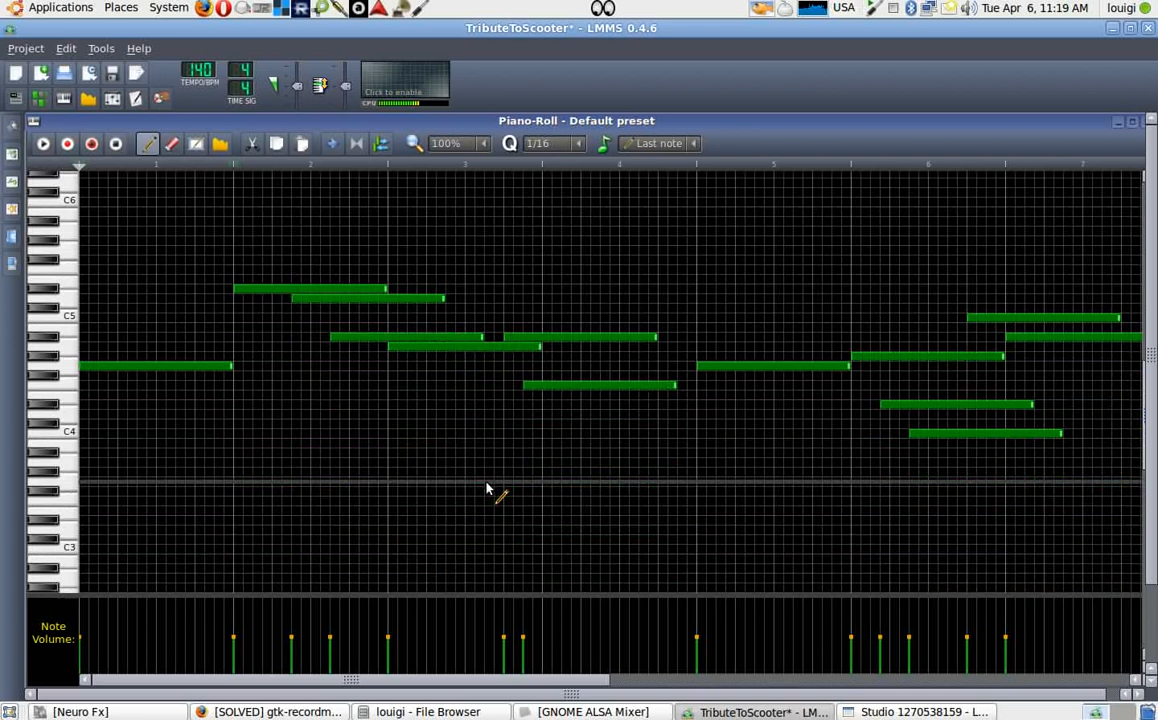 Applications Places System USA Tue Apr 6, 11:19 AM louigi
TributeToScooter* - LMMS 0.4.6
Project Edit Tools Help
140 4
TEMPO/BPM 4
TIME SIG
Click to enable
CPU
Piano-Roll - Default preset
100% Q 1/16 Last note
1 2 3 4 5 6 7
C6
C5
C4
C3
Note
Volume:
[Neuro Fx] [SOLVED] gtk-recordm... louigi - File Browser [GNOME ALSA Mixer] TributeToScooter* - LM... Studio 1270538159 - L...